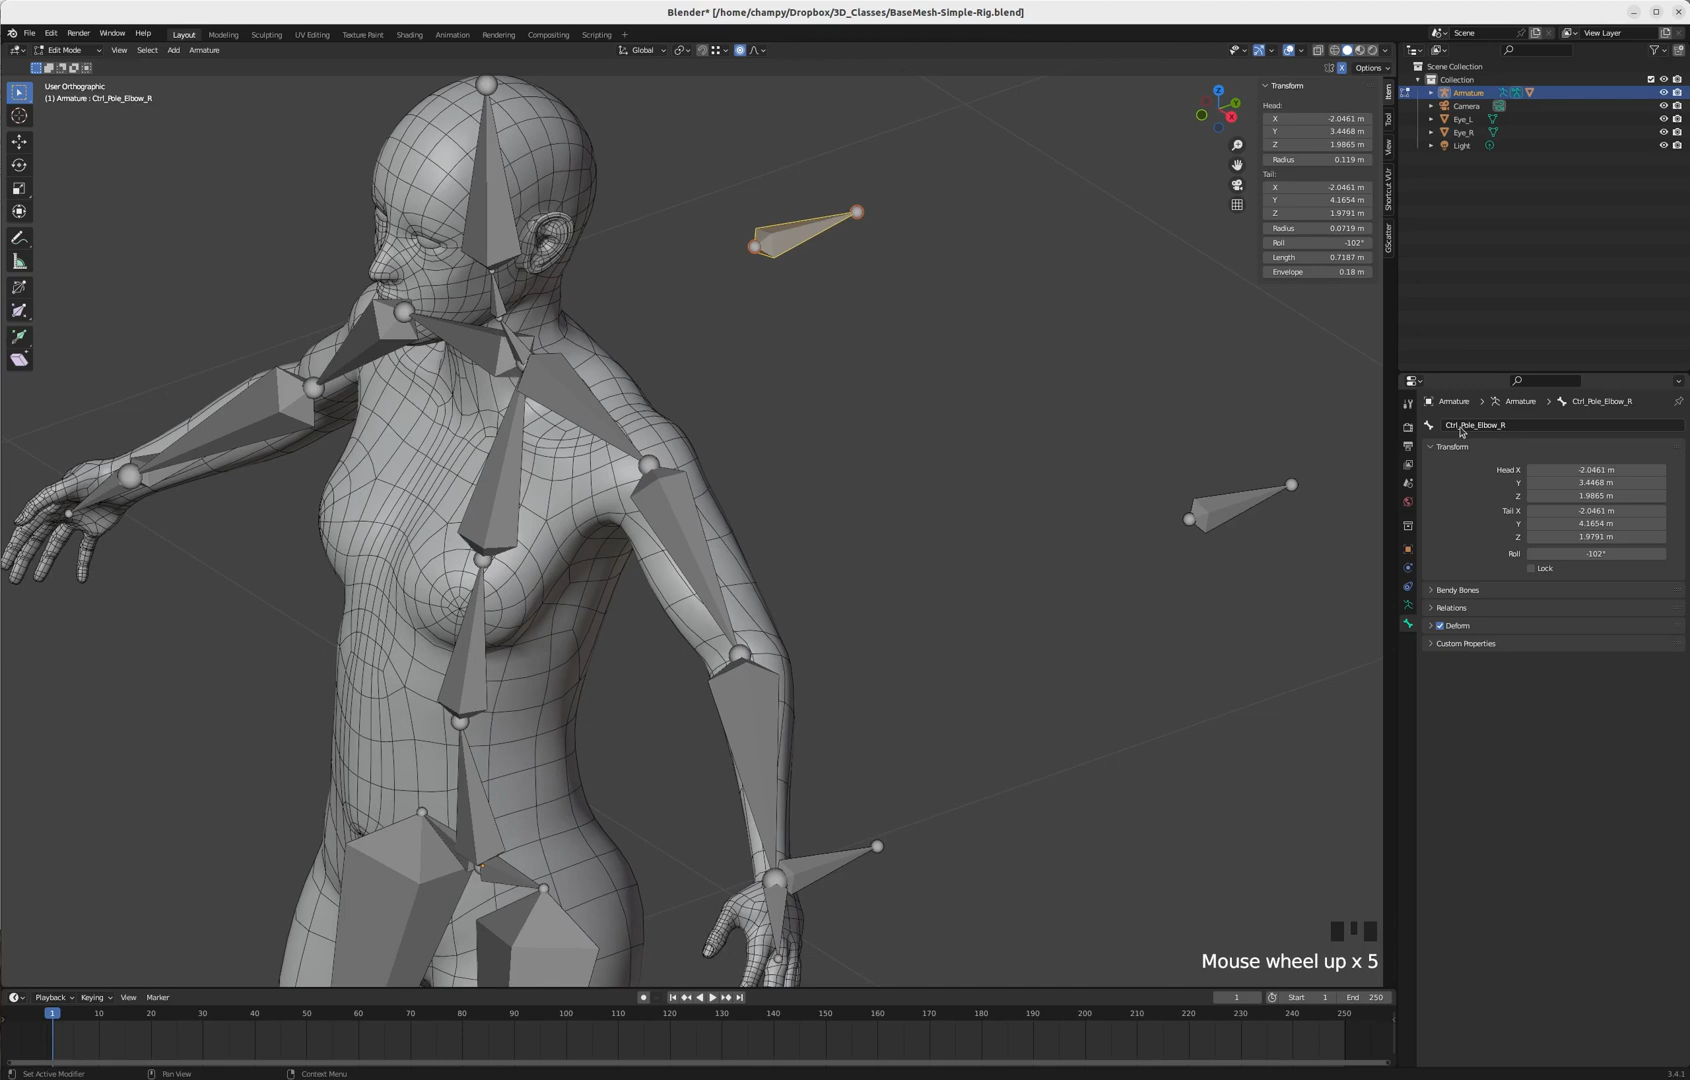 Blender* [/home/champy/Dropbox/3D_Classes/BaseMesh-Simple-Rig.blend]
File Edit Render Window Help Layout Modeling Sculpting UV Editing Texture Paint Shading Animation Rendering Compositing Scripting + Scene View Layer
Edit Mode View Select Add Armature Global
Options
User Orthographic
(1) Armature : Ctrl_Pole_Elbow_R
Z
Y
X
Transform
Head:
X -2.0461 m
Y 3.4468 m
Z 1.9865 m
Radius 0.119 m
Tail:
X -2.0461 m
Y 4.1654 m
Z 1.9791 m
Radius 0.0719 m
Roll -102°
Length 0.7187 m
Envelope 0.18 m
Item
Tool
View
Shortcut VUr
GScatter
Scene Collection
Collection
Armature
Camera
Eye_L
Eye_R
Light
Armature Armature Ctrl_Pole_Elbow_R
Ctrl_Pole_Elbow_R
Transform
Head X -2.0461 m
Y 3.4468 m
Z 1.9865 m
Tail X -2.0461 m
Y 4.1654 m
Z 1.9791 m
Roll -102°
Lock
Bendy Bones
Relations
Deform
Custom Properties
Mouse wheel up x 5
Playback Keying View Marker 1 Start 1 End 250
1 10 20 30 40 50 60 70 80 90 100 110 120 130 140 150 160 170 180 190 200 210 220 230 240 250
Set Active Modifier Pan View Context Menu 3.4.1